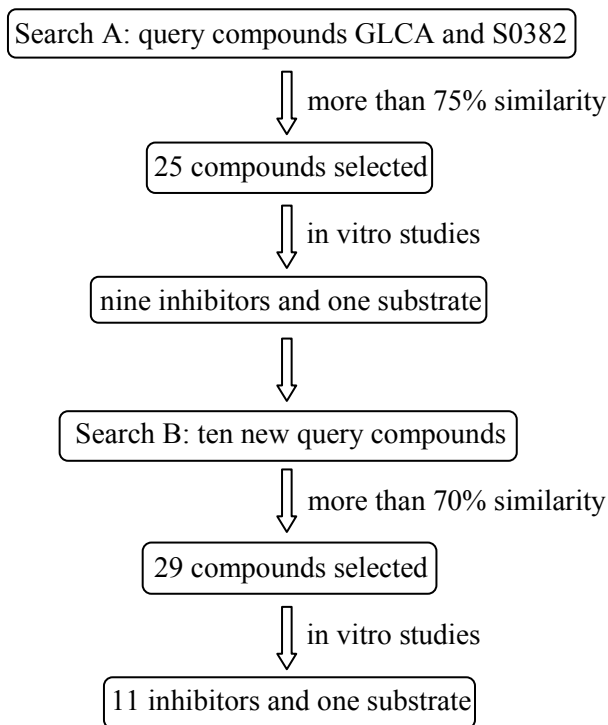 Search A: query compounds GLCA and S0382
more than 75% similarity
25 compounds selected
in vitro studies
nine inhibitors and one substrate
Search B: ten new query compounds
more than 70% similarity
29 compounds selected
in vitro studies
11 inhibitors and one substrate